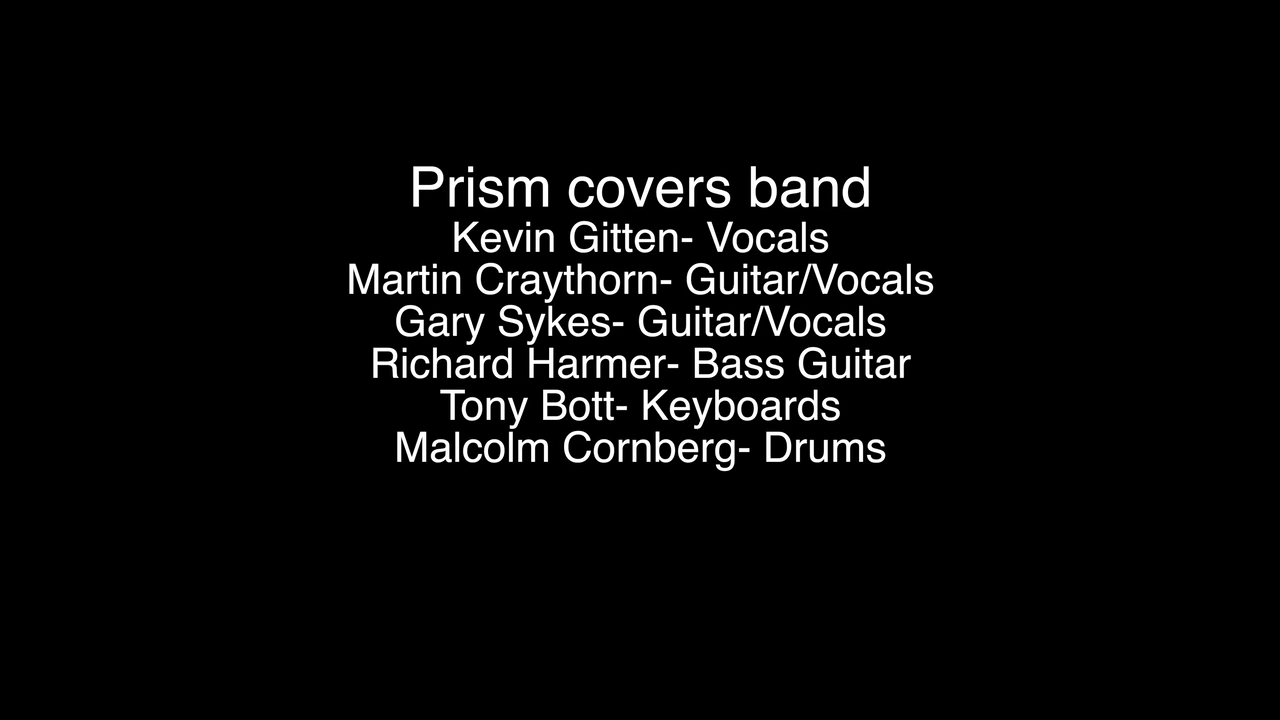 Prism covers band
Kevin Gitten- Vocals
Martin Craythorn- Guitar/Vocals
Gary Sykes- Guitar/Vocals
Richard Harmer- Bass Guitar
Tony Bott- Keyboards
Malcolm Cornberg- Drums